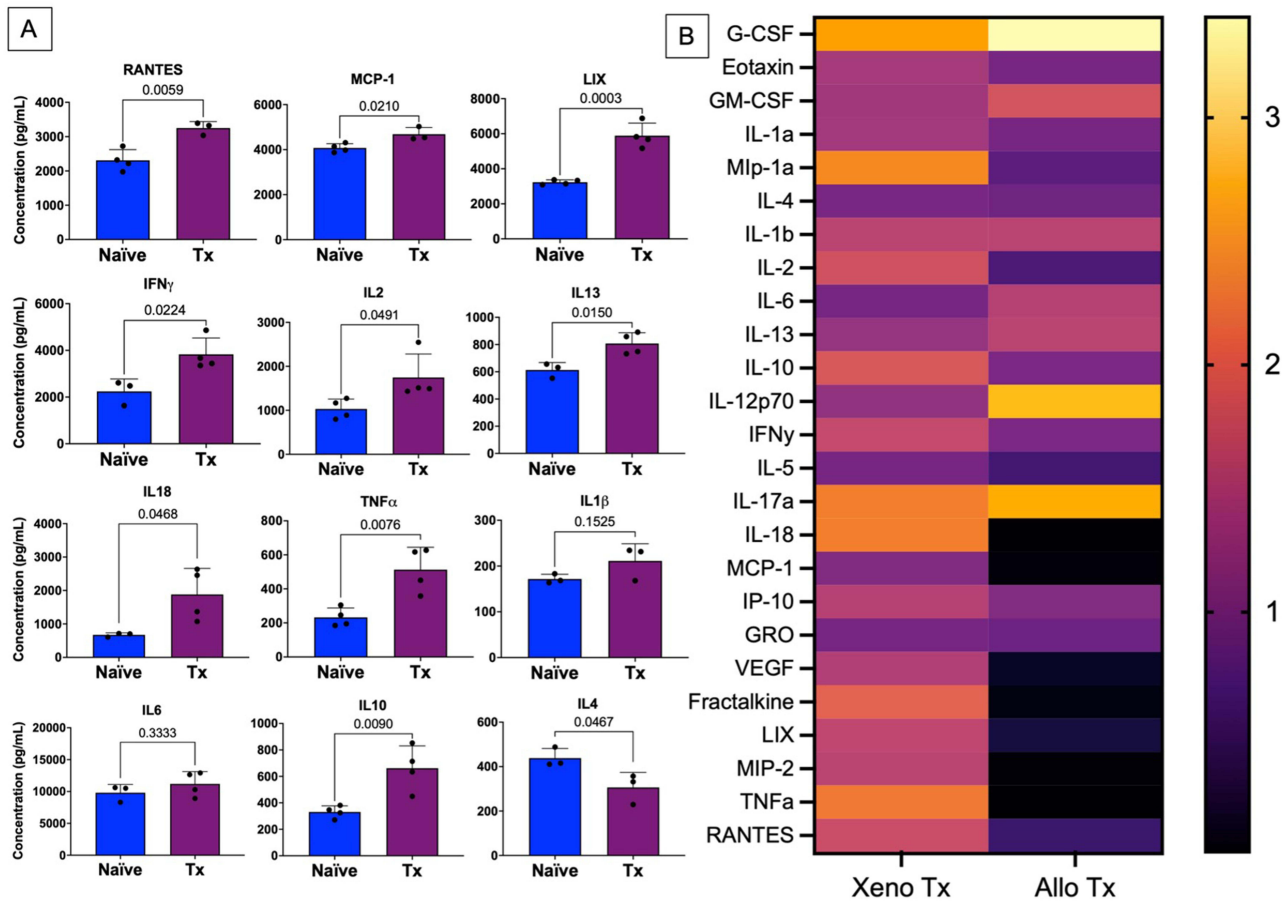 A
RANTES
0.0059
Concentration (pg/mL)
4000
3000
2000
1000
0
Naïve Tx
MCP-1
0.0210
6000
4000
2000
0
Naïve Tx
LIX
0.0003
8000
6000
4000
2000
0
Naïve Tx
IFNγ
0.0224
Concentration (pg/mL)
6000
4000
2000
0
Naïve Tx
IL2
0.0491
3000
2000
1000
0
Naïve Tx
IL13
0.0150
1000
800
600
400
200
0
Naïve Tx
IL18
0.0468
Concentration (pg/mL)
4000
3000
2000
1000
0
Naïve Tx
TNFα
0.0076
800
600
400
200
0
Naïve Tx
IL1β
0.1525
300
200
100
0
Naïve Tx
IL6
0.3333
Concentration (pg/mL)
20000
15000
10000
5000
0
Naïve Tx
IL10
0.0090
1000
800
600
400
200
0
Naïve Tx
IL4
0.0467
600
400
200
0
Naïve Tx
B
G-CSF
Eotaxin
GM-CSF
IL-1a
MIp-1a
IL-4
IL-1b
IL-2
IL-6
IL-13
IL-10
IL-12p70
IFNy
IL-5
IL-17a
IL-18
MCP-1
IP-10
GRO
VEGF
Fractalkine
LIX
MIP-2
TNFa
RANTES
Xeno Tx Allo Tx
3
2
1